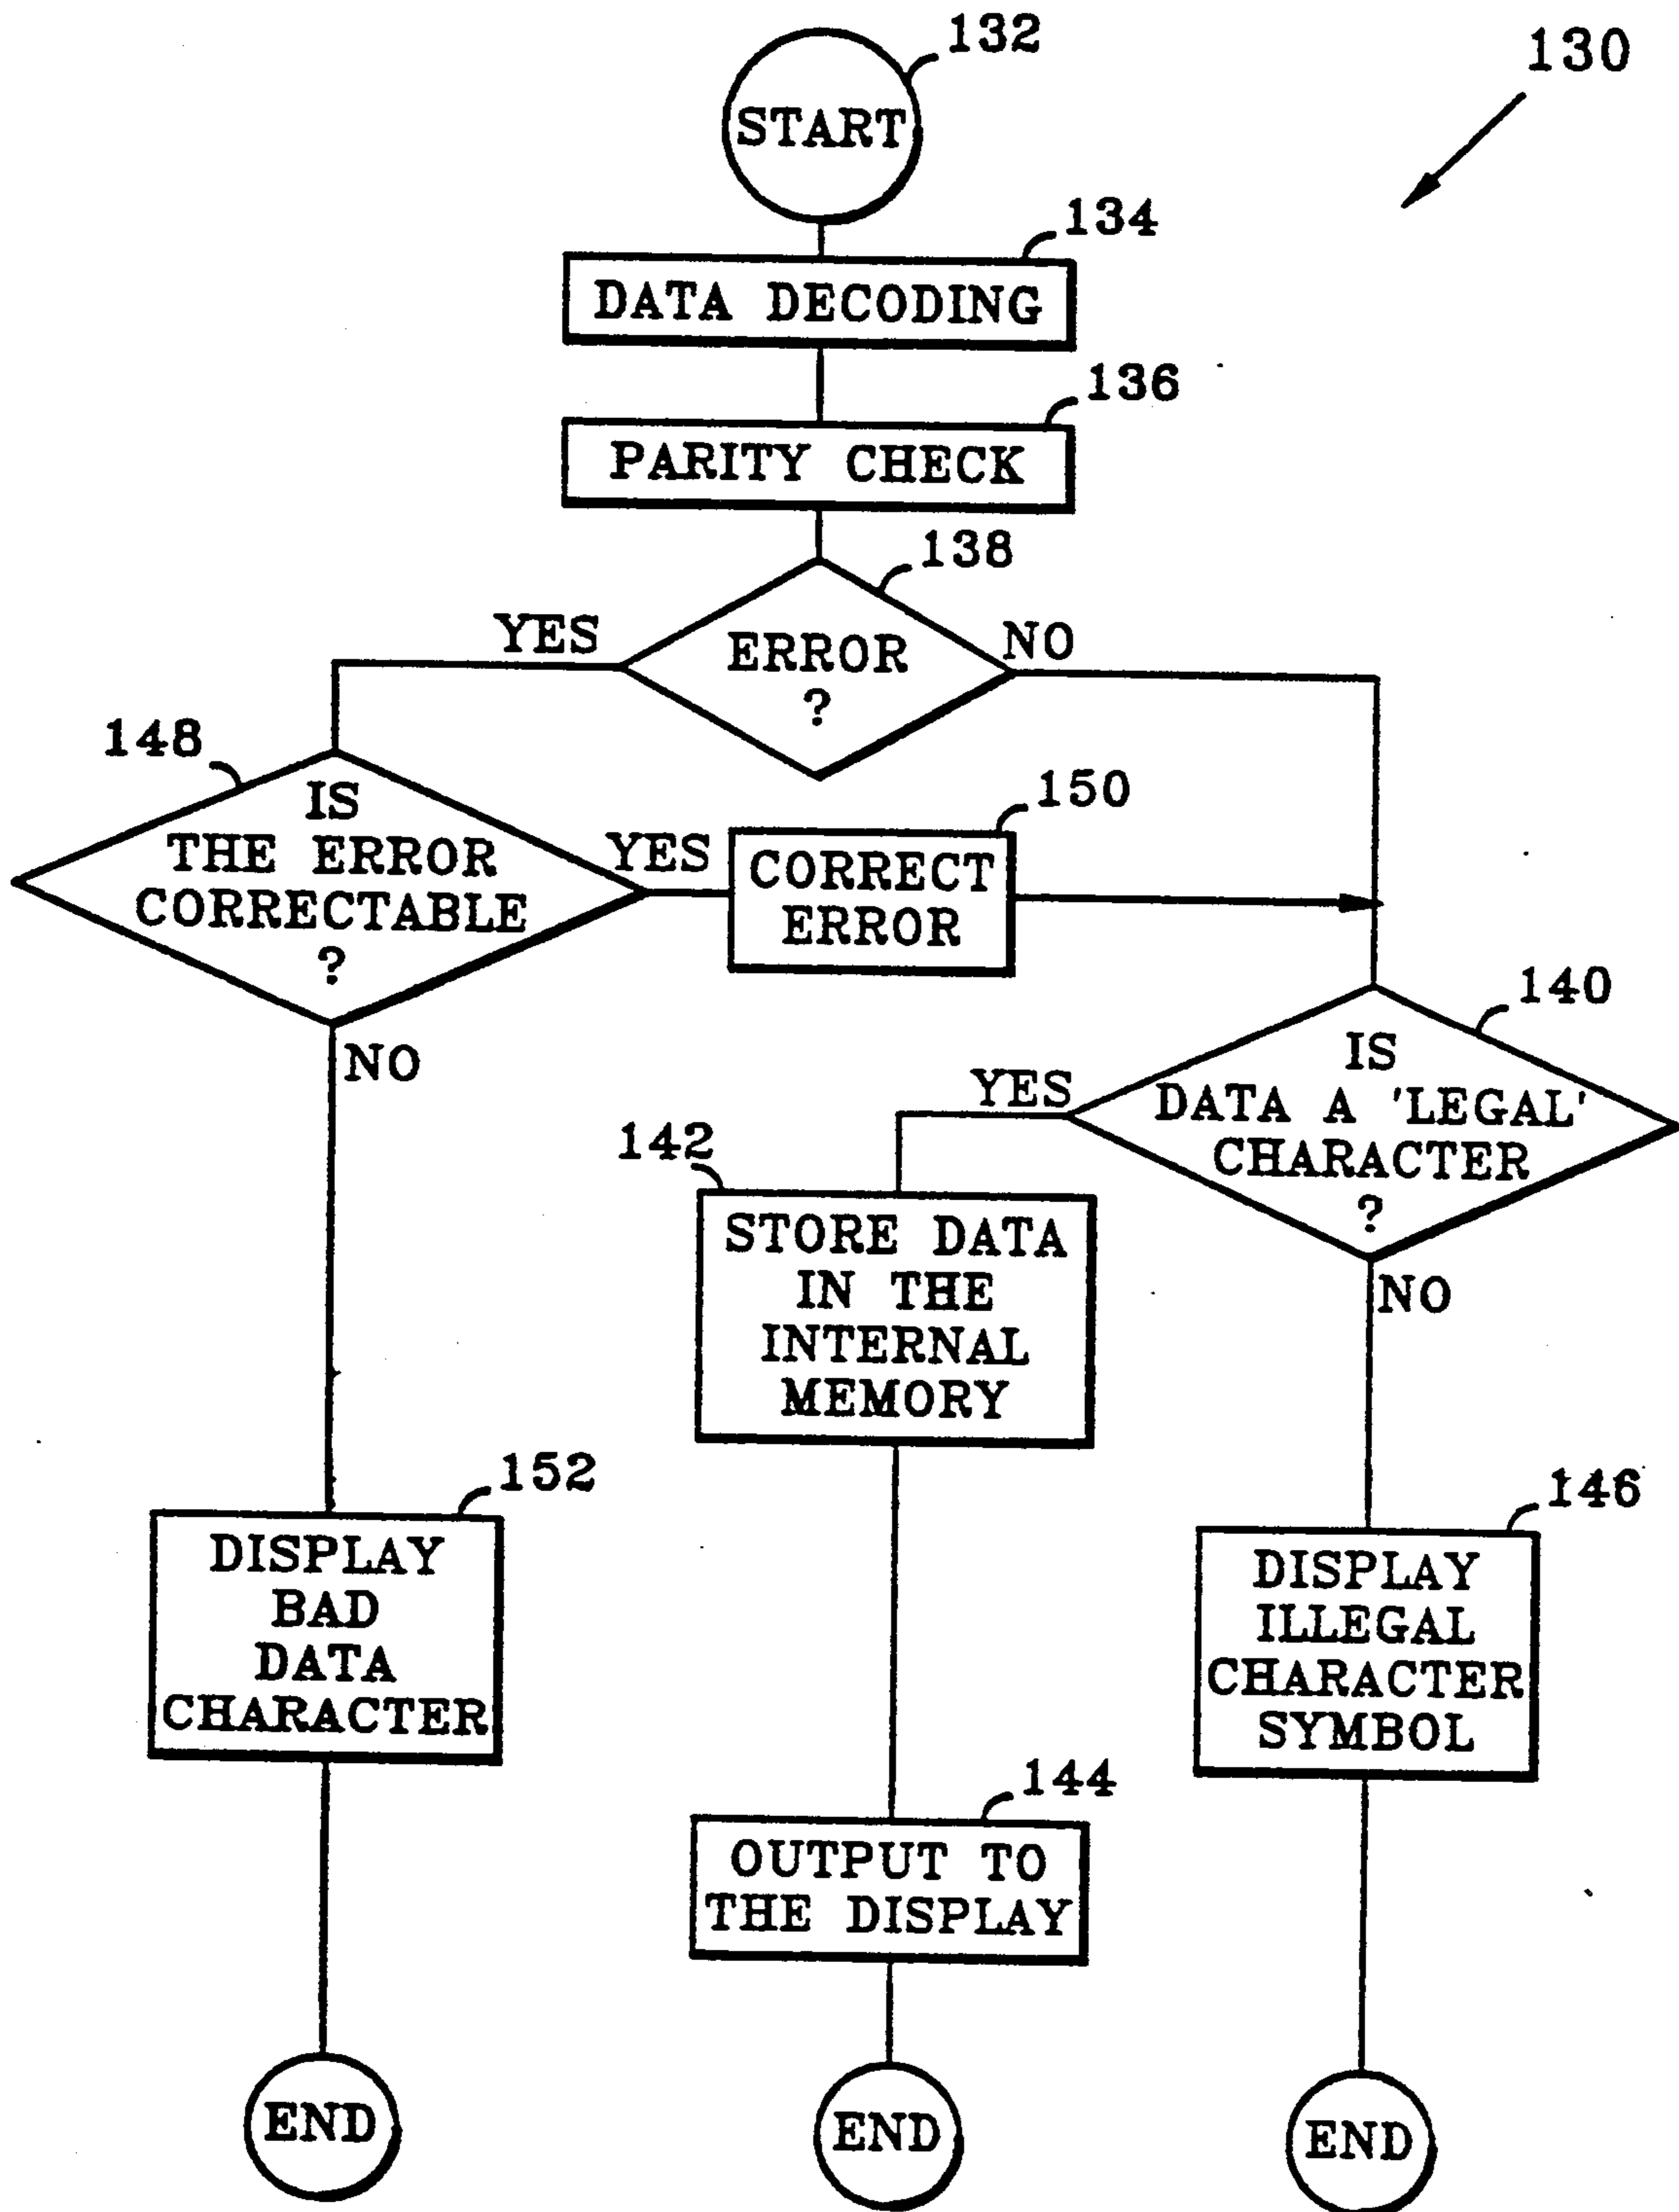 132
130
START
134
DATA DECODING
136
PARITY CHECK
138
YES
NO
ERROR
?
148
IS
THE ERROR
CORRECTABLE
?
YES
150
CORRECT
ERROR
NO
140
IS
DATA A 'LEGAL'
CHARACTER
?
YES
NO
142
STORE DATA
IN THE
INTERNAL
MEMORY
152
DISPLAY
BAD
DATA
CHARACTER
146
DISPLAY
ILLEGAL
CHARACTER
SYMBOL
144
OUTPUT TO
THE DISPLAY
END
END
END